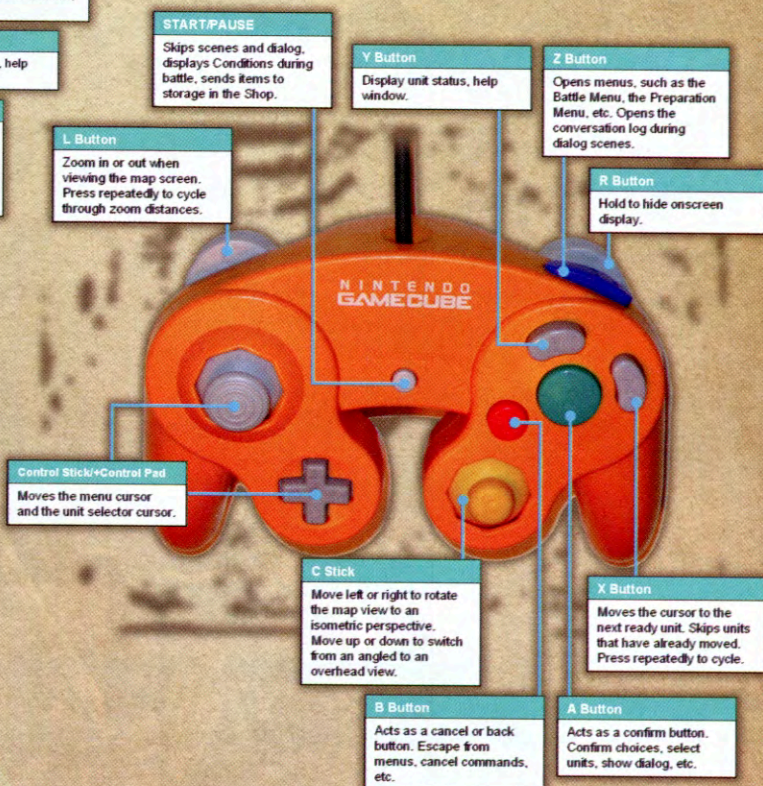 START/PAUSE
Skips scenes and dialog,
displays Conditions during
battle, sends items to
storage in the Shop.
Y Button
Display unit status, help
window.
Z Button
Opens menus, such as the
Battle Menu, the Preparation
Menu, etc. Opens the
conversation log during
dialog scenes.
, help
L Button
Zoom in or out when
viewing the map screen.
Press repeatedly to cycle
through zoom distances.
R Button
Hold to hide onscreen
display.
NINTENDO
GAMECUBE
Control Stick/+Control Pad
Moves the menu cursor
and the unit selector cursor.
C Stick
Move left or right to rotate
the map view to an
isometric perspective.
Move up or down to switch
from an angled to an
overhead view.
X Button
Moves the cursor to the
next ready unit. Skips units
that have already moved.
Press repeatedly to cycle.
B Button
Acts as a cancel or back
button. Escape from
menus, cancel commands,
etc.
A Button
Acts as a confirm button.
Confirm choices, select
units, show dialog, etc.